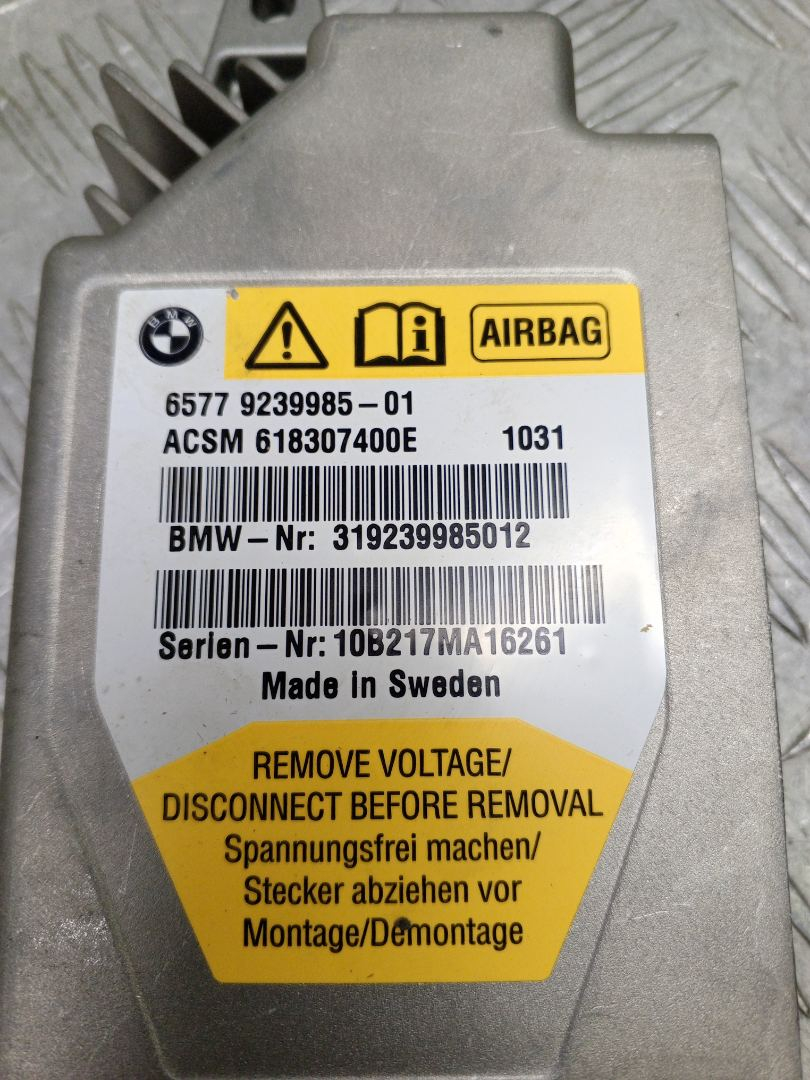 BMW
AIRBAG
6577 9239985-01
ACSM 618307400E 1031
BMW-Nr: 319239985012
Serien-Nr: 10B217MA16261
Made in Sweden
REMOVE VOLTAGE/
DISCONNECT BEFORE REMOVAL
Spannungsfrei machen/
Stecker abziehen vor
Montage/Demontage